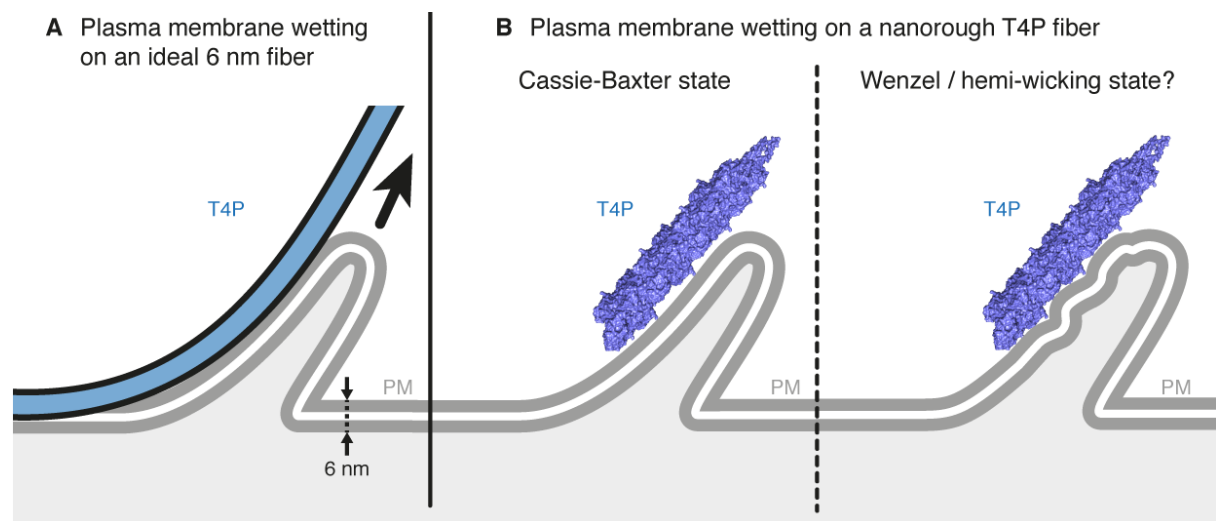 A Plasma membrane wetting
on an ideal 6 nm fiber
T4P
PM
6 nm
B Plasma membrane wetting on a nanorough T4P fiber
Cassie-Baxter state
T4P
PM
Wenzel / hemi-wicking state?
T4P
PM